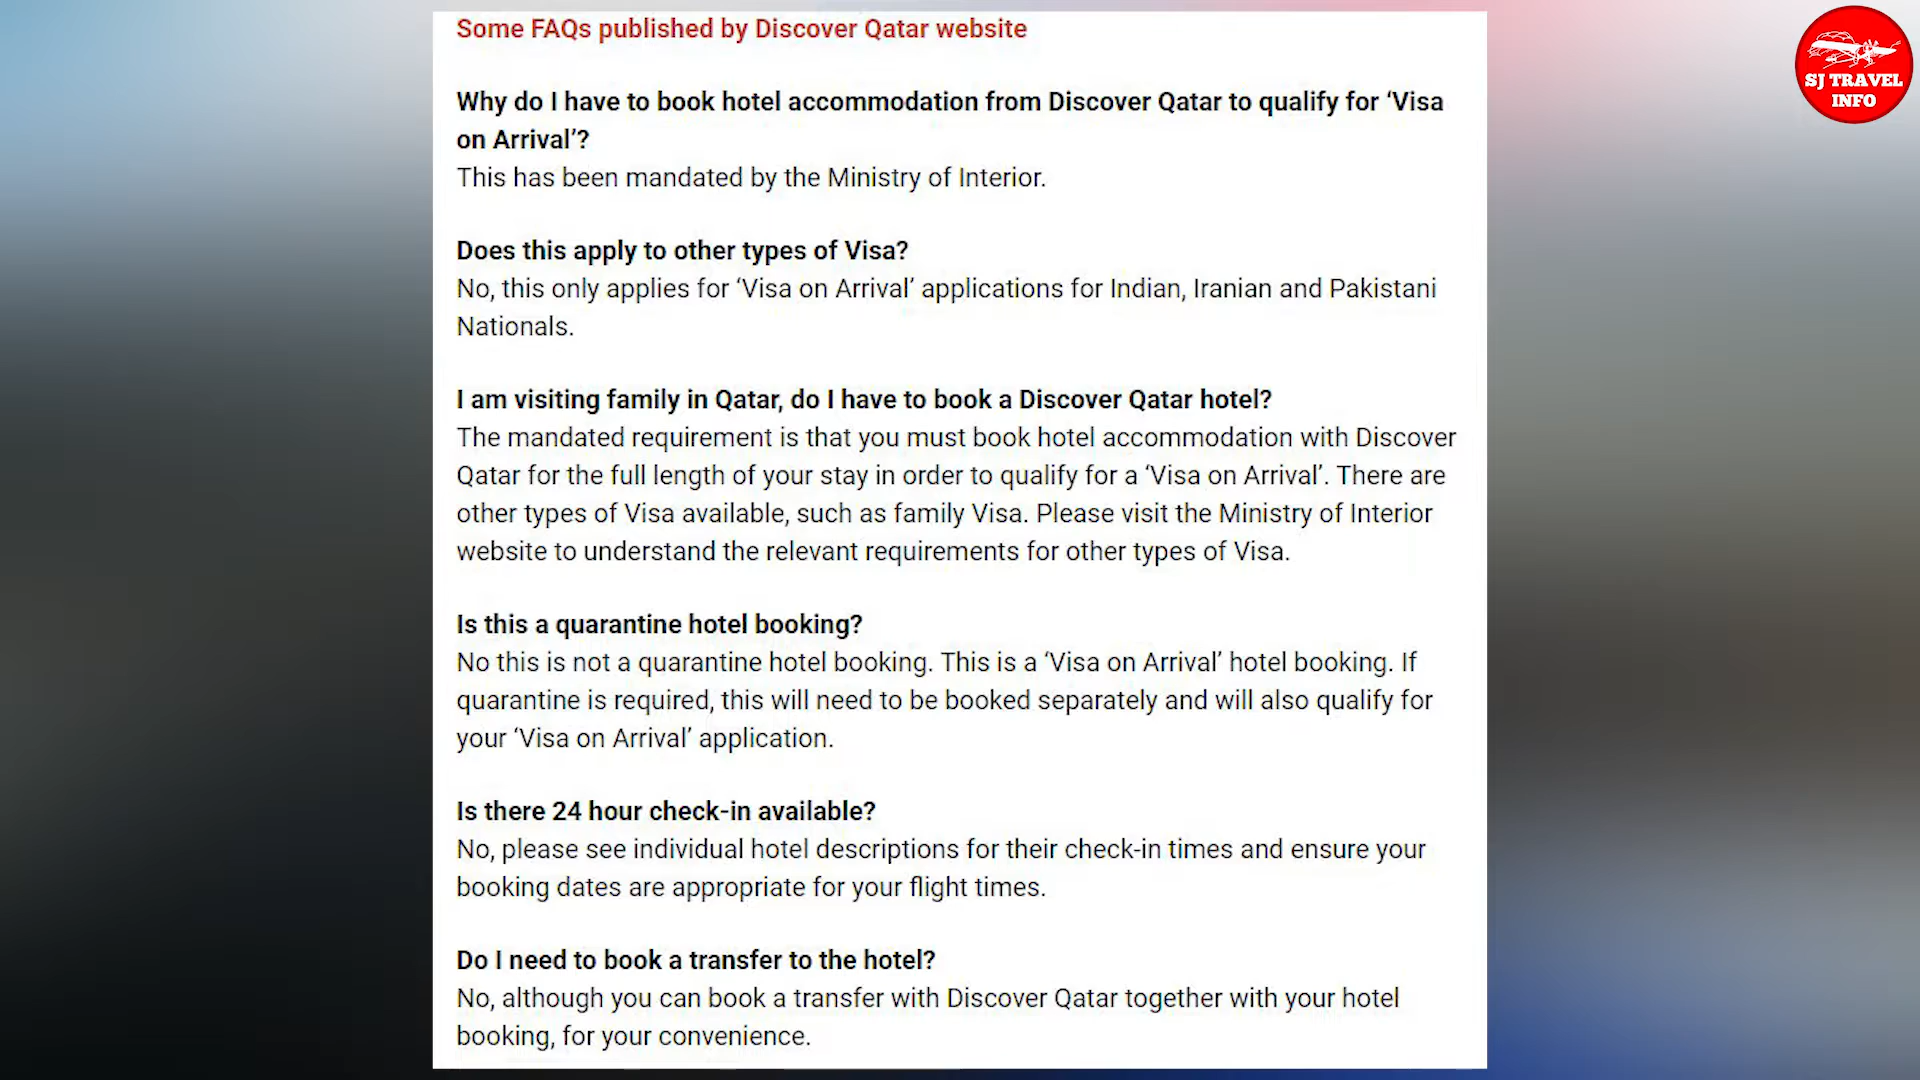 Some FAQs published by Discover Qatar website
SJ TRAVEL
INFO
Why do I have to book hotel accommodation from Discover Qatar to qualify for ‘Visa
on Arrival’?
This has been mandated by the Ministry of Interior.
Does this apply to other types of Visa?
No, this only applies for ‘Visa on Arrival’ applications for Indian, Iranian and Pakistani
Nationals.
I am visiting family in Qatar, do I have to book a Discover Qatar hotel?
The mandated requirement is that you must book hotel accommodation with Discover
Qatar for the full length of your stay in order to qualify for a ‘Visa on Arrival’. There are
other types of Visa available, such as family Visa. Please visit the Ministry of Interior
website to understand the relevant requirements for other types of Visa.
Is this a quarantine hotel booking?
No this is not a quarantine hotel booking. This is a ‘Visa on Arrival’ hotel booking. If
quarantine is required, this will need to be booked separately and will also qualify for
your ‘Visa on Arrival’ application.
Is there 24 hour check-in available?
No, please see individual hotel descriptions for their check-in times and ensure your
booking dates are appropriate for your flight times.
Do I need to book a transfer to the hotel?
No, although you can book a transfer with Discover Qatar together with your hotel
booking, for your convenience.